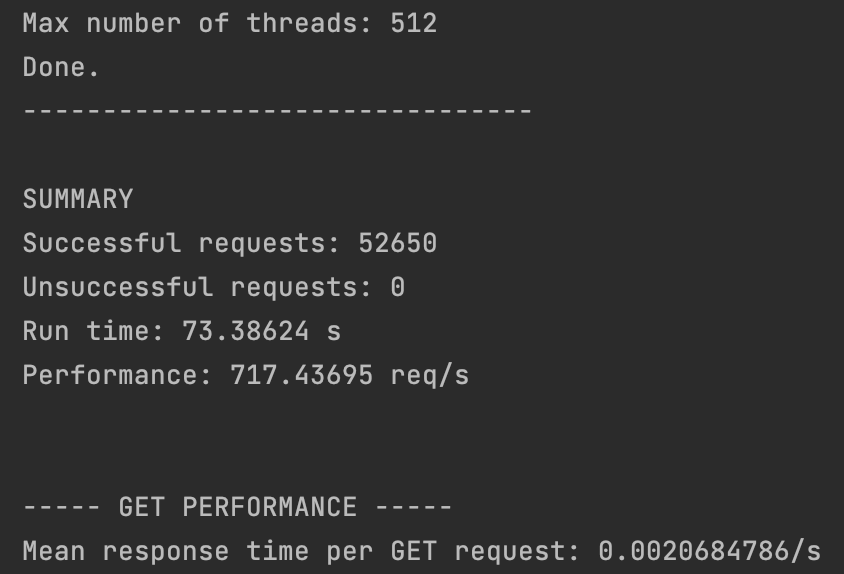 Max number of threads: 512
Done.
--------------------------------
SUMMARY
Successful requests: 52650
Unsuccessful requests: 0
Run time: 73.38624 s
Performance: 717.43695 req/s
----- GET PERFORMANCE -----
Mean response time per GET request: 0.0020684786/s